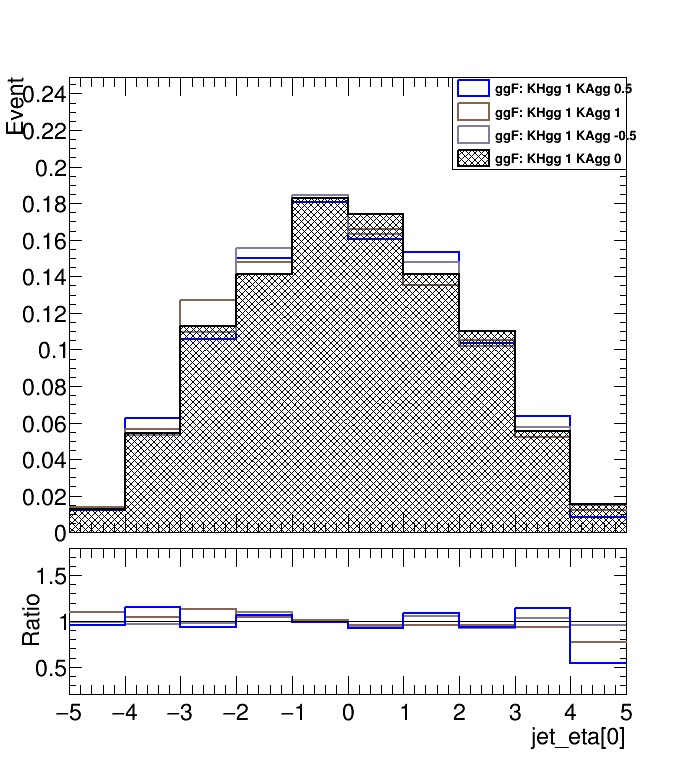 Event
0.24
0.22
0.2
0.18
0.16
0.14
0.12
0.1
0.08
0.06
0.04
0.02
0
ggF: KHgg 1 KAgg 0.5
ggF: KHgg 1 KAgg 1
ggF: KHgg 1 KAgg -0.5
ggF: KHgg 1 KAgg 0
Ratio
1.5
1
0.5
−5 −4 −3 −2 −1 0 1 2 3 4 5
jet_eta[0]